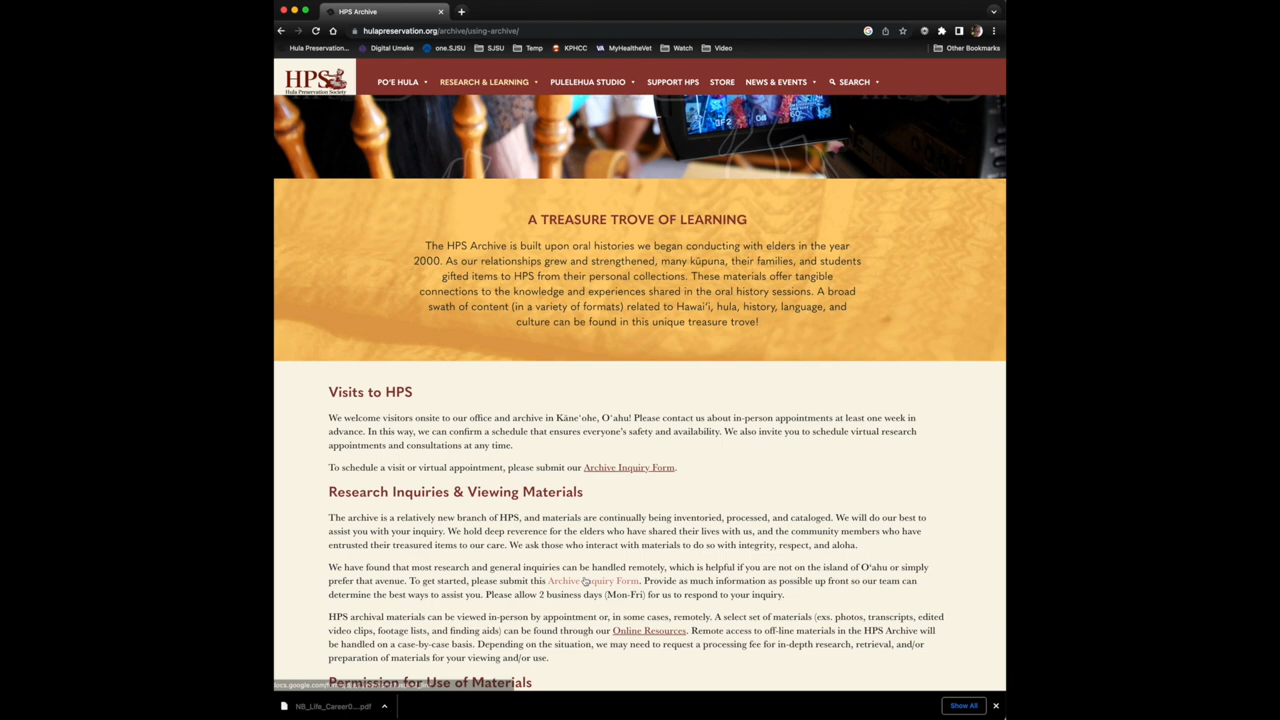 HPS Archive
hulapreservation.org/archive/using-archive/
Hula Preservation... Digital Umeke one.SJSU SJSU Temp KPHCC MyHealtheVet Watch Video Other Bookmarks
HPS
Hula Preservation Society
PO'E HULA RESEARCH & LEARNING PULELEHUA STUDIO SUPPORT HPS STORE NEWS & EVENTS SEARCH
A TREASURE TROVE OF LEARNING
The HPS Archive is built upon oral histories we began conducting with elders in the year
2000. As our relationships grew and strengthened, many kūpuna, their families, and students
gifted items to HPS from their personal collections. These materials offer tangible
connections to the knowledge and experiences shared in the oral history sessions. A broad
swath of content (in a variety of formats) related to Hawaiʻi, hula, history, language, and
culture can be found in this unique treasure trove!
Visits to HPS
We welcome visitors onsite to our office and archive in Kāneʻohe, Oʻahu! Please contact us about in-person appointments at least one week in
advance. In this way, we can confirm a schedule that ensures everyone's safety and availability. We also invite you to schedule virtual research
appointments and consultations at any time.
To schedule a visit or virtual appointment, please submit our Archive Inquiry Form.
Research Inquiries & Viewing Materials
The archive is a relatively new branch of HPS, and materials are continually being inventoried, processed, and cataloged. We will do our best to
assist you with your inquiry. We hold deep reverence for the elders who have shared their lives with us, and the community members who have
entrusted their treasured items to our care. We ask those who interact with materials to do so with integrity, respect, and aloha.
We have found that most research and general inquiries can be handled remotely, which is helpful if you are not on the island of Oʻahu or simply
prefer that avenue. To get started, please submit this Archive Inquiry Form. Provide as much information as possible up front so our team can
determine the best ways to assist you. Please allow 2 business days (Mon-Fri) for us to respond to your inquiry.
HPS archival materials can be viewed in-person by appointment or, in some cases, remotely. A select set of materials (exs. photos, transcripts, edited
video clips, footage lists, and finding aids) can be found through our Online Resources. Remote access to off-line materials in the HPS Archive will
be handled on a case-by-case basis. Depending on the situation, we may need to request a processing fee for in-depth research, retrieval, and/or
preparation of materials for your viewing and/or use.
Permission for Use of Materials
NB_Life_Career0....pdf Show All